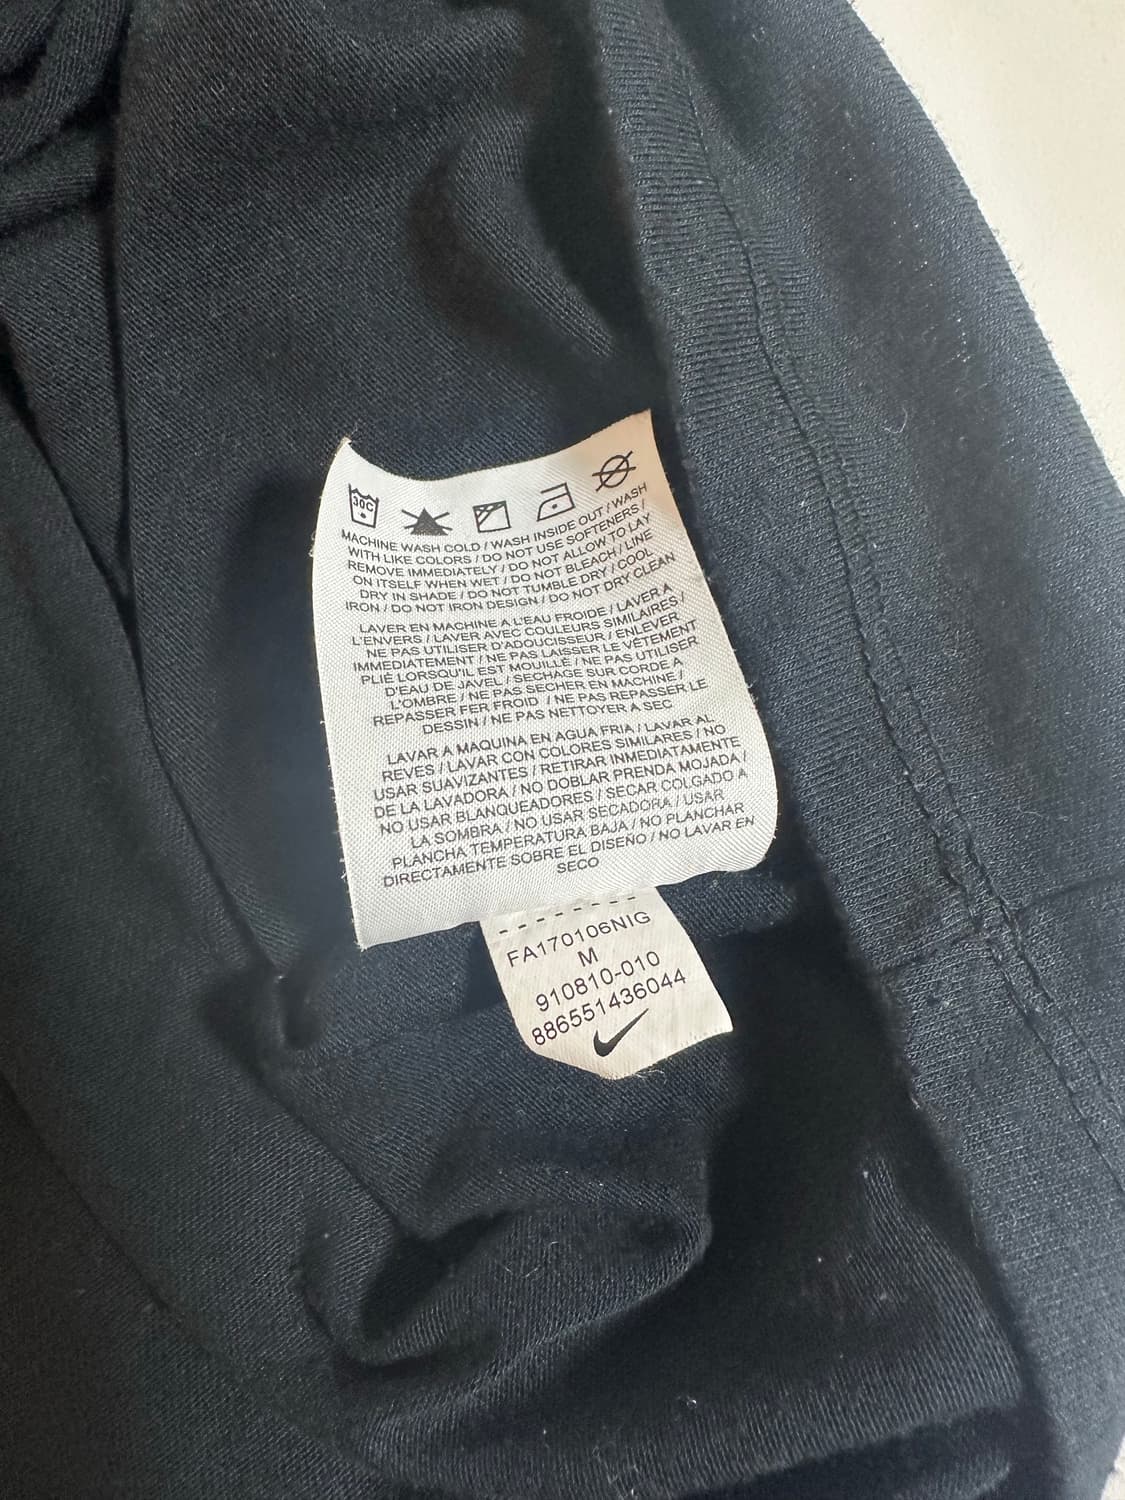 30C
MACHINE WASH COLD / WASH INSIDE OUT / WASH
WITH LIKE COLORS / DO NOT USE SOFTENERS /
REMOVE IMMEDIATELY / DO NOT ALLOW TO LAY
ON ITSELF WHEN WET / DO NOT BLEACH / LINE
DRY IN SHADE / DO NOT TUMBLE DRY / COOL
IRON / DO NOT IRON DESIGN / DO NOT DRY CLEAN
LAVER EN MACHINE A L'EAU FROIDE / LAVER A
L'ENVERS / LAVER AVEC COULEURS SIMILAIRES /
NE PAS UTILISER D'ADOUCISSEUR / ENLEVER
IMMEDIATEMENT / NE PAS LAISSER LE VÊTEMENT
PLIÉ LORSQU'IL EST MOUILLÉ / NE PAS UTILISER
D'EAU DE JAVEL / SECHAGE SUR CORDE A
L'OMBRE / NE PAS SECHER EN MACHINE /
REPASSER FER FROID / NE PAS REPASSER LE
DESSIN / NE PAS NETTOYER A SEC
LAVAR A MAQUINA EN AGUA FRIA / LAVAR AL
REVES / LAVAR CON COLORES SIMILARES / NO
USAR SUAVIZANTES / RETIRAR INMEDIATAMENTE
DE LA LAVADORA / NO DOBLAR PRENDA MOJADA /
NO USAR BLANQUEADORES / SECAR COLGADO A
LA SOMBRA / NO USAR SECADORA / USAR
PLANCHA TEMPERATURA BAJA / NO PLANCHAR
DIRECTAMENTE SOBRE EL DISEÑO / NO LAVAR EN
SECO
FA170106NIG
M
910810-010
886551436044